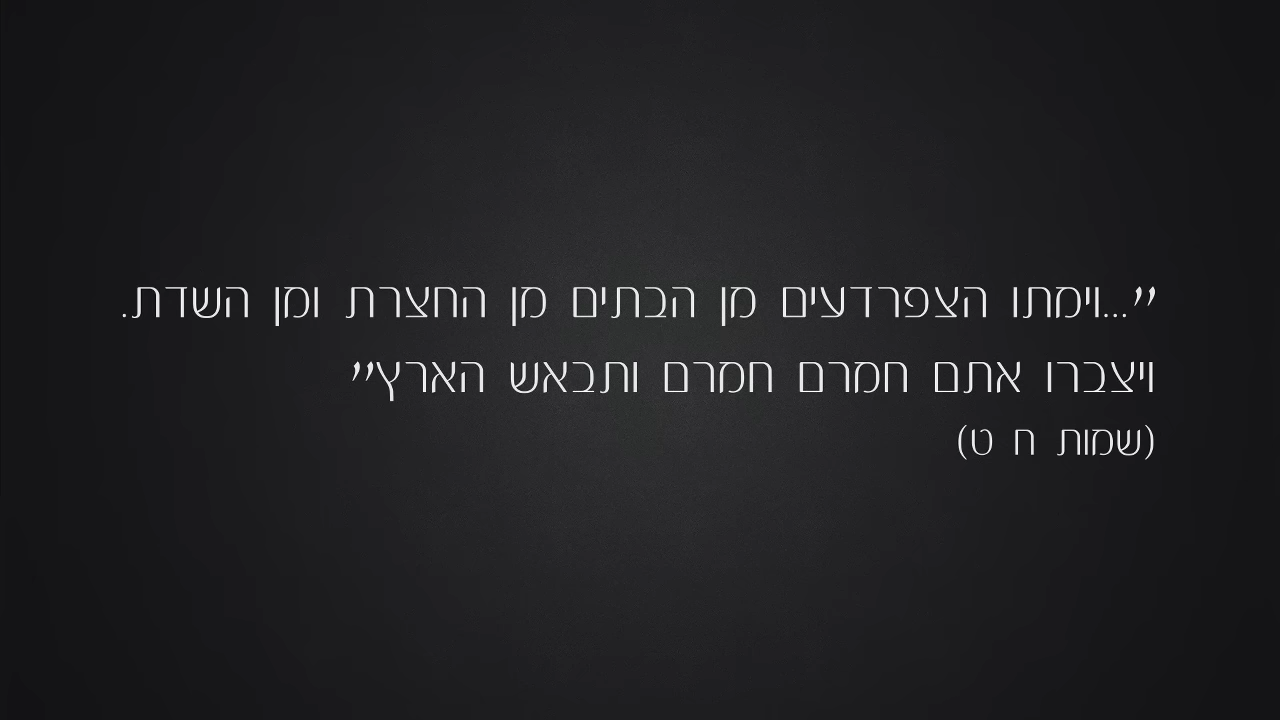 "...וימתו הצפרדעים מן הבתים מן החצרת ומן השדת.
ויצברו אתם חמרם חמרם ותבאש הארץ"
(שמות ח ט)